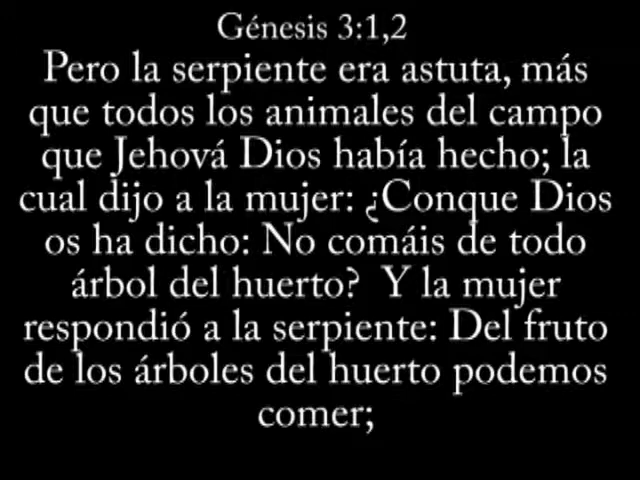 Génesis 3:1,2
Pero la serpiente era astuta, más
que todos los animales del campo
que Jehová Dios había hecho; la
cual dijo a la mujer: ¿Conque Dios
os ha dicho: No comáis de todo
árbol del huerto?  Y la mujer
respondió a la serpiente: Del fruto
de los árboles del huerto podemos
comer;